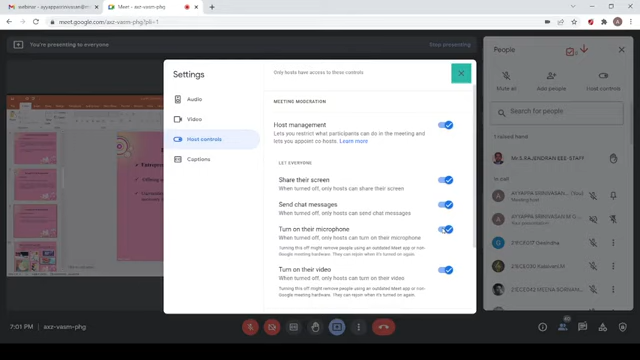 Meet - axz-vasm-phg
meet.google.com/axz-vasm-phg?pli=1
You're presenting to everyone
Stop presenting
Settings
Audio
Video
Host controls
Captions
Only hosts have access to these controls
MEETING MODERATION
Host management
Lets you restrict what participants can do in the meeting and
lets you appoint co-hosts. Learn more
LET EVERYONE
Share their screen
When turned off, only hosts can share their screen
Send chat messages
When turned off, only hosts can send chat messages
Turn on their microphone
When turned off, only hosts can turn on their microphone
Turning this off might remove people using an outdated Meet app or non-
Google meeting hardware. They can rejoin when it's turned on again.
Turn on their video
When turned off, only hosts can turn on their video
Turning this off might remove people using an outdated Meet app or non-
Google meeting hardware. They can rejoin when it's turned on again.
People
Mute all
Add people
Host controls
Search for people
1 raised hand
Mr.S.RAJENDRAN EEE-STAFF
In call
Meeting host
7:01 PM
axz-vasm-phg